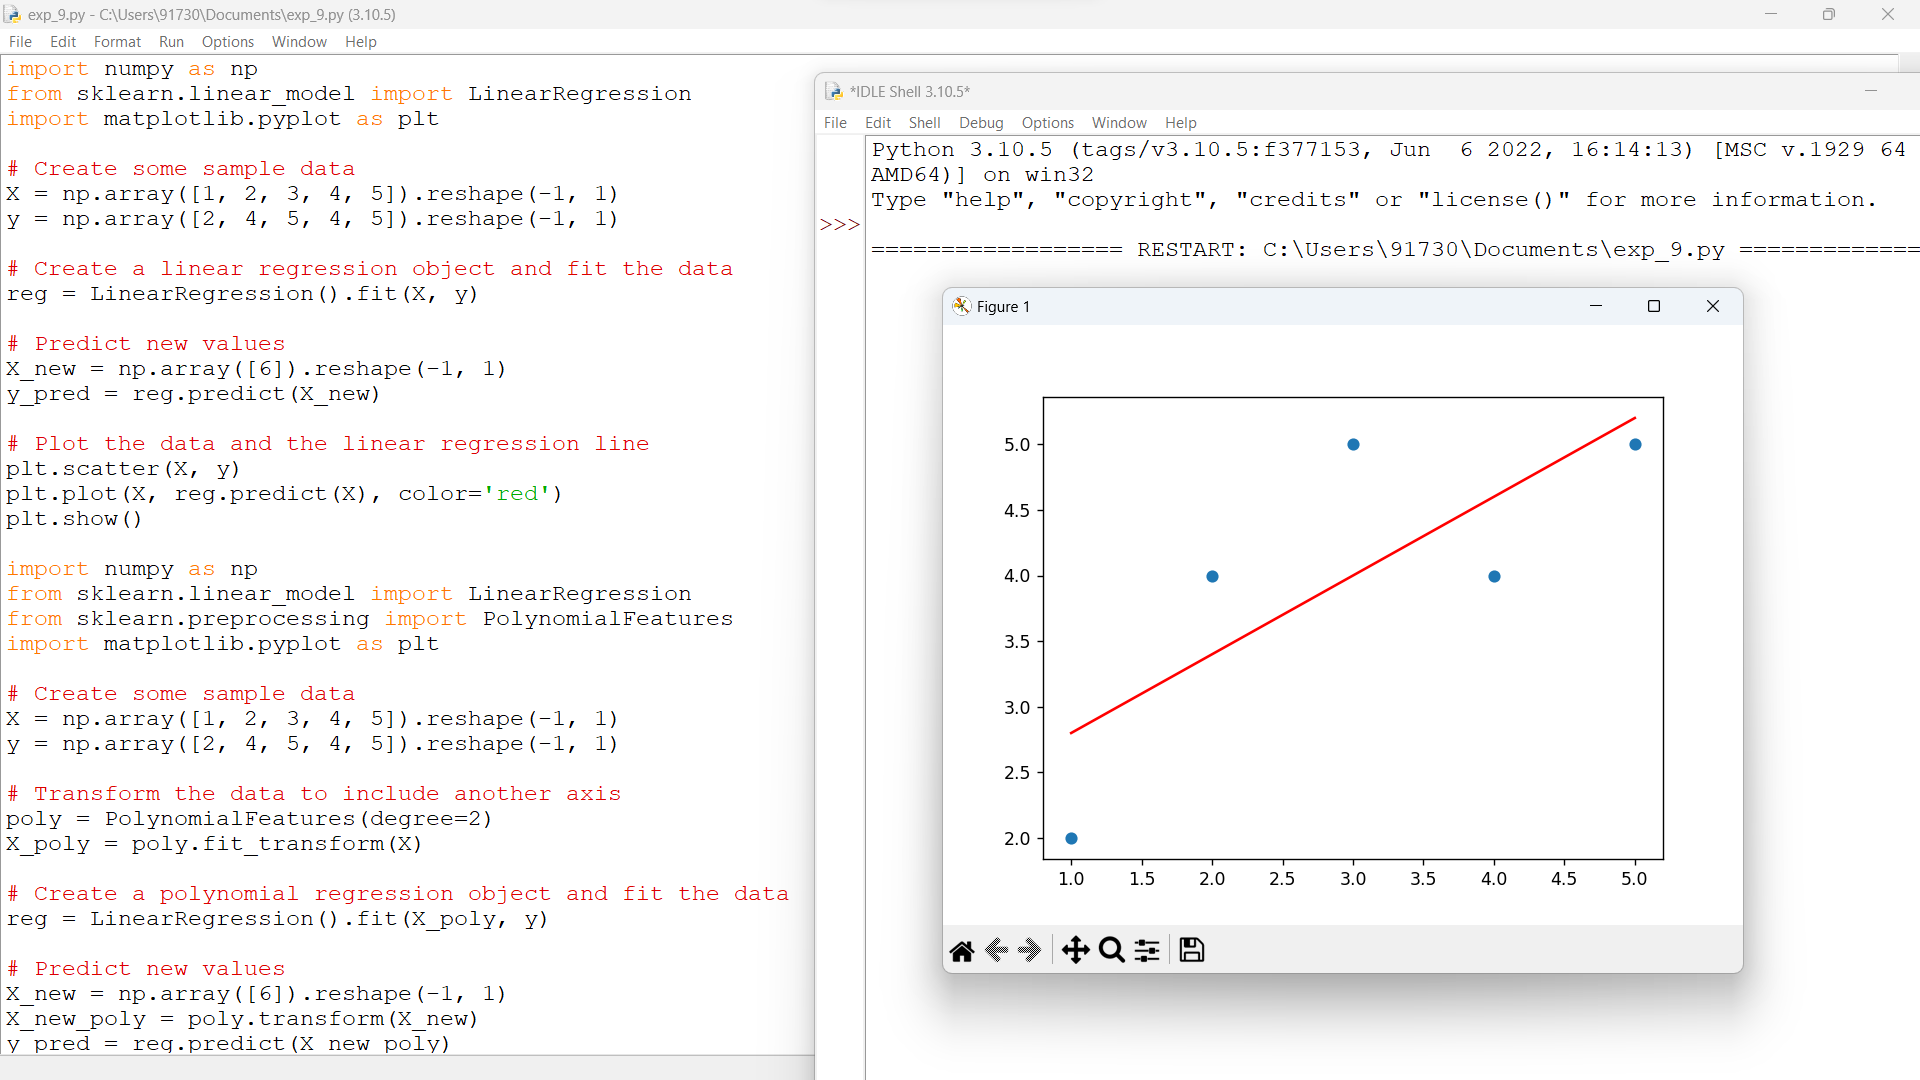 exp_9.py - C:\Users\91730\Documents\exp_9.py (3.10.5)
File Edit Format Run Options Window Help
import numpy as np
from sklearn.linear_model import LinearRegression
import matplotlib.pyplot as plt
# Create some sample data
X = np.array([1, 2, 3, 4, 5]).reshape(-1, 1)
y = np.array([2, 4, 5, 4, 5]).reshape(-1, 1)
# Create a linear regression object and fit the data
reg = LinearRegression().fit(X, y)
# Predict new values
X_new = np.array([6]).reshape(-1, 1)
y_pred = reg.predict(X_new)
# Plot the data and the linear regression line
plt.scatter(X, y)
plt.plot(X, reg.predict(X), color='red')
plt.show()
import numpy as np
from sklearn.linear_model import LinearRegression
from sklearn.preprocessing import PolynomialFeatures
import matplotlib.pyplot as plt
# Create some sample data
X = np.array([1, 2, 3, 4, 5]).reshape(-1, 1)
y = np.array([2, 4, 5, 4, 5]).reshape(-1, 1)
# Transform the data to include another axis
poly = PolynomialFeatures(degree=2)
X_poly = poly.fit_transform(X)
# Create a polynomial regression object and fit the data
reg = LinearRegression().fit(X_poly, y)
# Predict new values
X_new = np.array([6]).reshape(-1, 1)
X_new_poly = poly.transform(X_new)
y_pred = reg.predict(X_new_poly)
*IDLE Shell 3.10.5*
File Edit Shell Debug Options Window Help
Python 3.10.5 (tags/v3.10.5:f377153, Jun  6 2022, 16:14:13) [MSC v.1929 64
AMD64)] on win32
Type "help", "copyright", "credits" or "license()" for more information.
>>>
================== RESTART: C:\Users\91730\Documents\exp_9.py =============
Figure 1
5.0
4.5
4.0
3.5
3.0
2.5
2.0
1.0 1.5 2.0 2.5 3.0 3.5 4.0 4.5 5.0